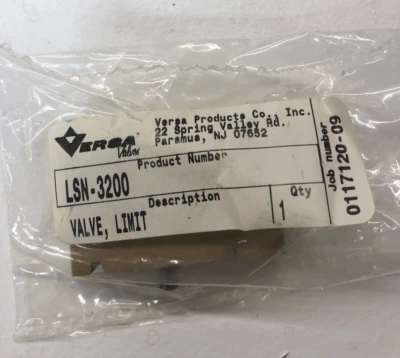 VERSA
Valves
Versa Products Co., Inc.
22 Spring Valley Rd.
Paramus, NJ 07652
Product Number
LSN-3200
Description
Qty
VALVE, LIMIT
1
Job number
0117120-09